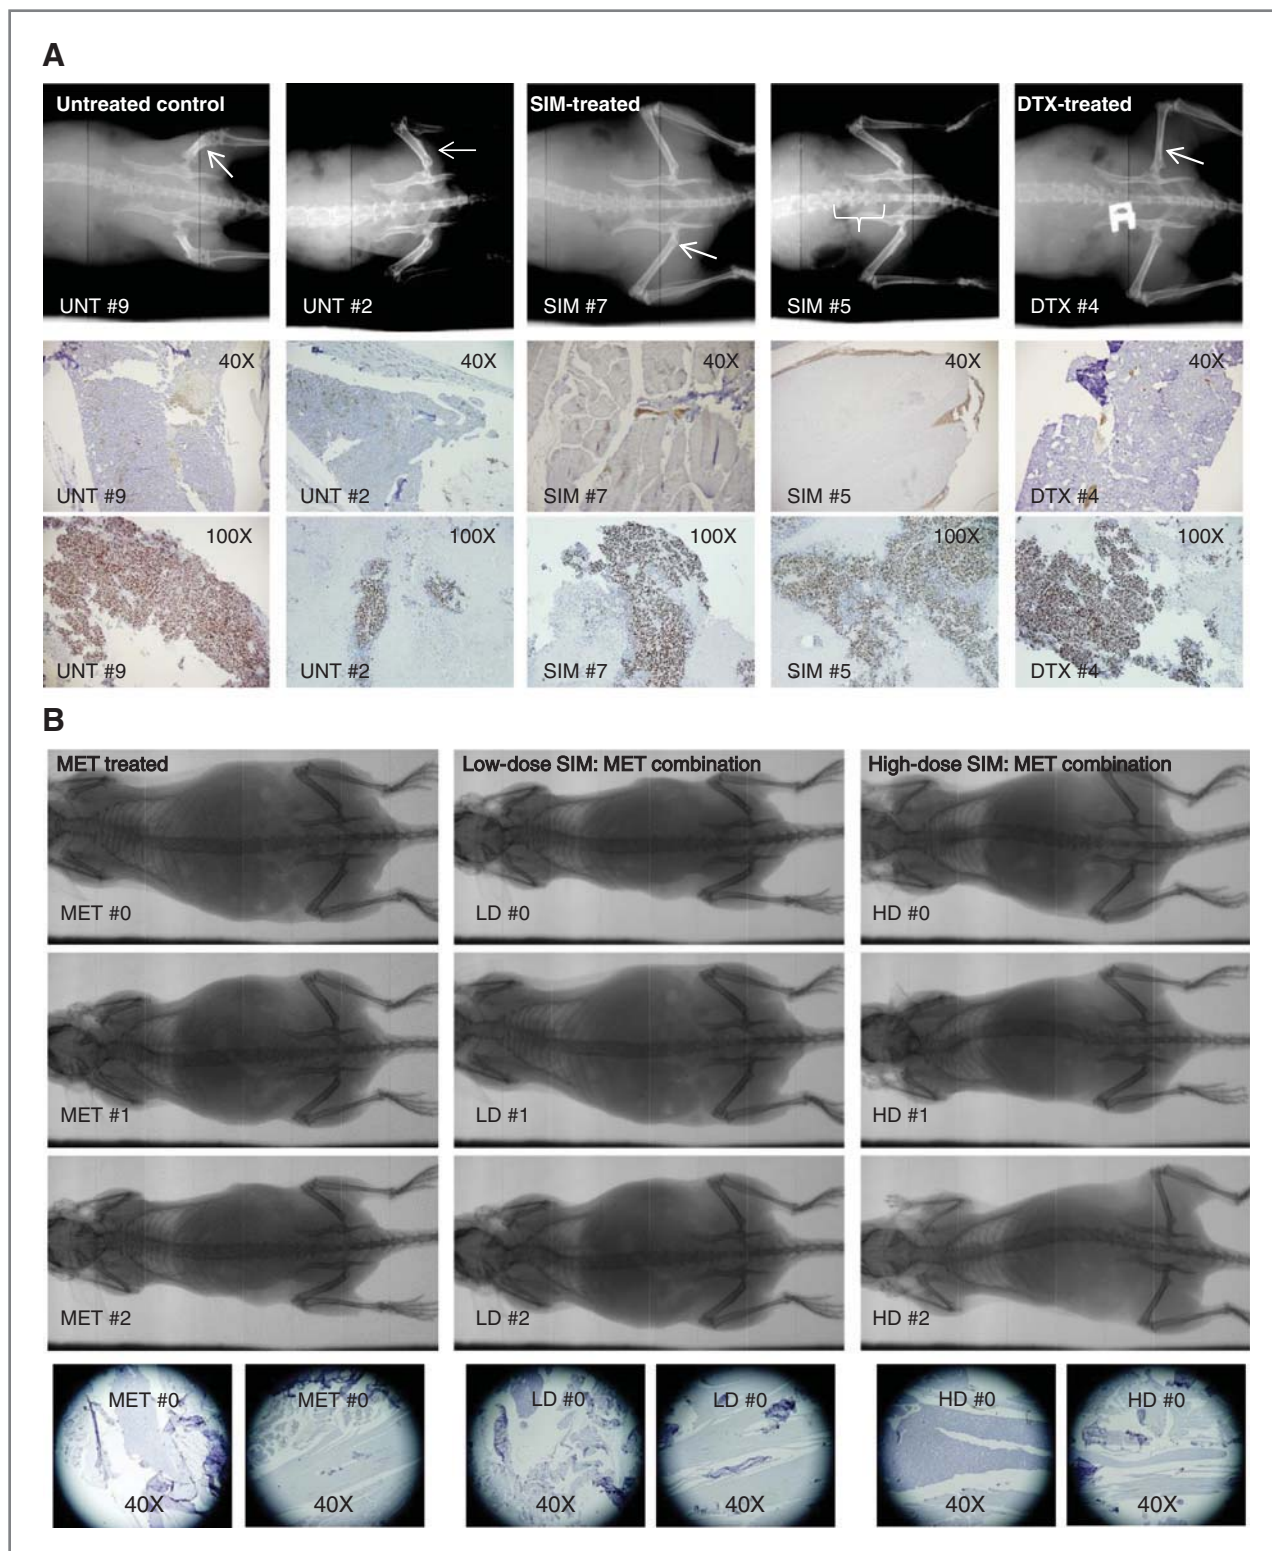 A
Untreated control
SIM-treated
DTX-treated
UNT #9
UNT #2
SIM #7
SIM #5
DTX #4
40X
40X
40X
40X
40X
UNT #9
UNT #2
SIM #7
SIM #5
DTX #4
100X
100X
100X
100X
100X
UNT #9
UNT #2
SIM #7
SIM #5
DTX #4
B
MET treated
Low-dose SIM: MET combination
High-dose SIM: MET combination
MET #0
LD #0
HD #0
MET #1
LD #1
HD #1
MET #2
LD #2
HD #2
MET #0
MET #0
LD #0
LD #0
HD #0
HD #0
40X
40X
40X
40X
40X
40X